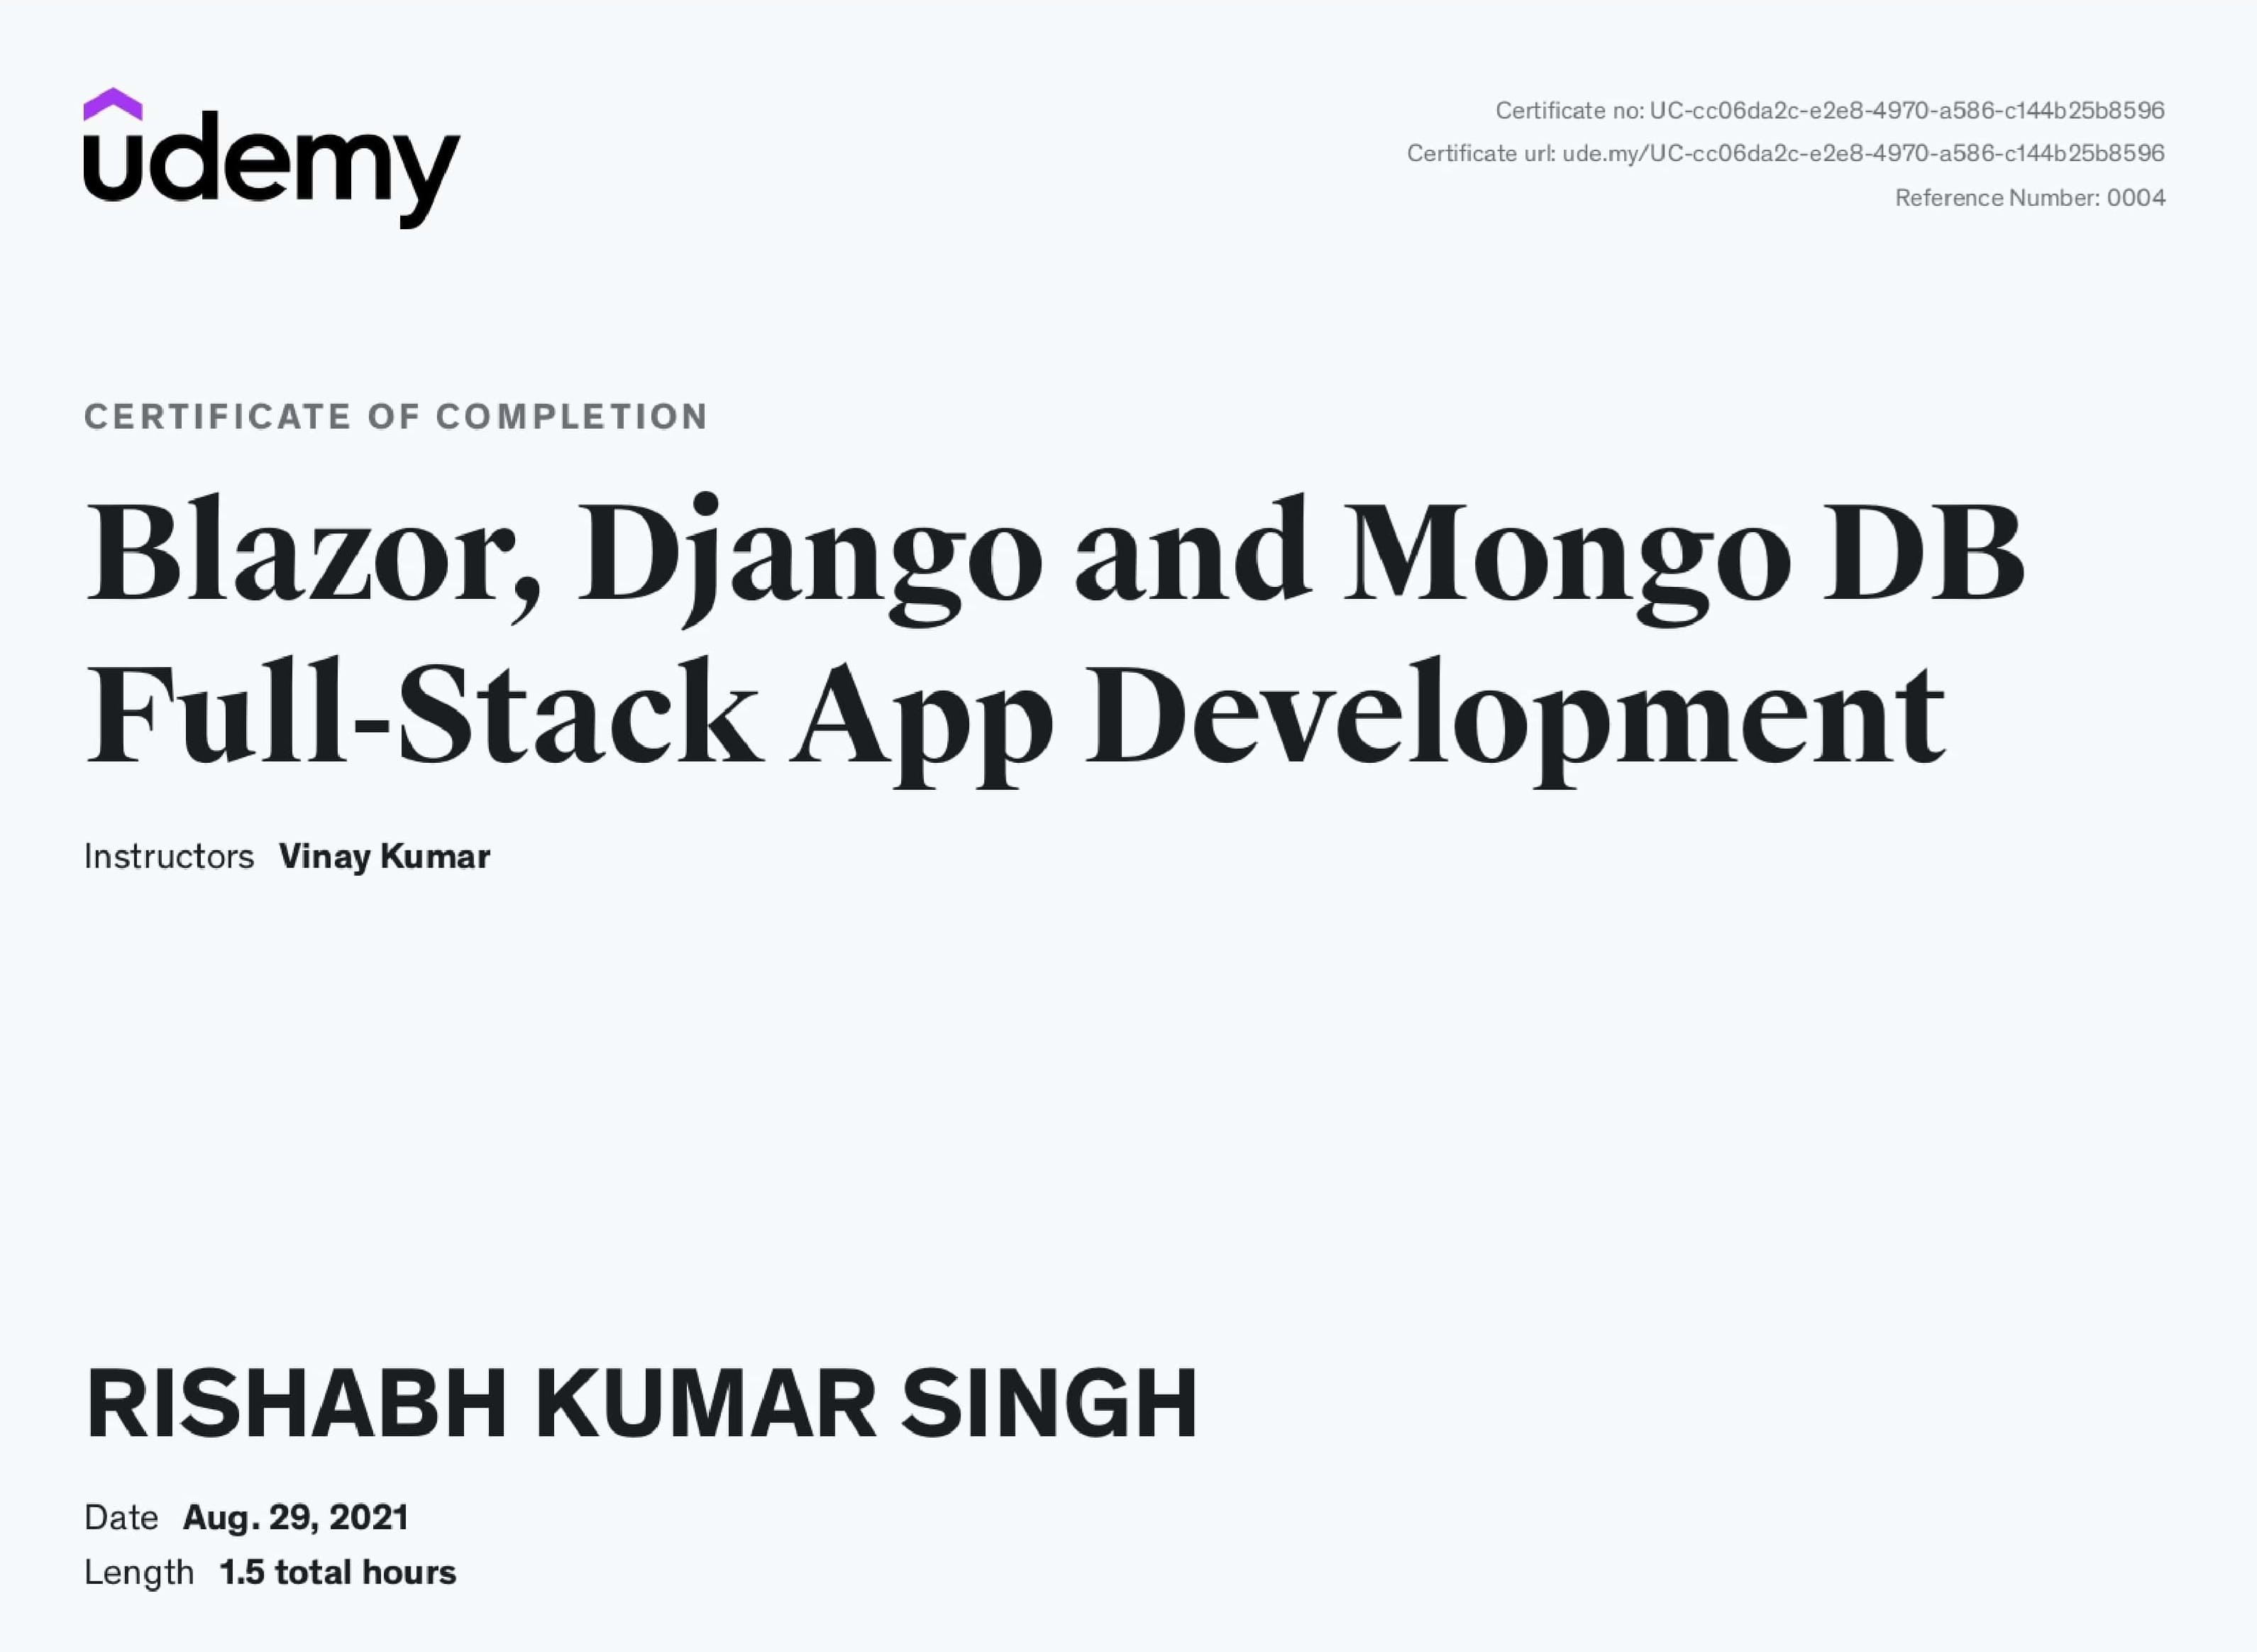 udemy
Certificate no: UC-cc06da2c-e2e8-4970-a586-c144b25b8596
Certificate url: ude.my/UC-cc06da2c-e2e8-4970-a586-c144b25b8596
Reference Number: 0004
CERTIFICATE OF COMPLETION
Blazor, Django and Mongo DB
Full-Stack App Development
Instructors Vinay Kumar
RISHABH KUMAR SINGH
Date Aug. 29, 2021
Length 1.5 total hours